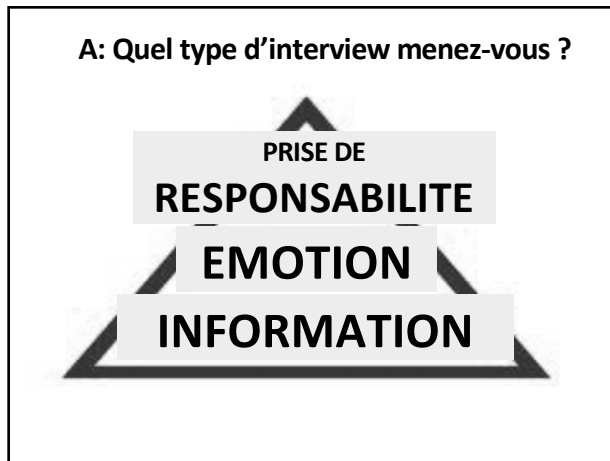 A: Quel type d’interview menez-vous ?
PRISE DE
RESPONSABILITE
EMOTION
INFORMATION